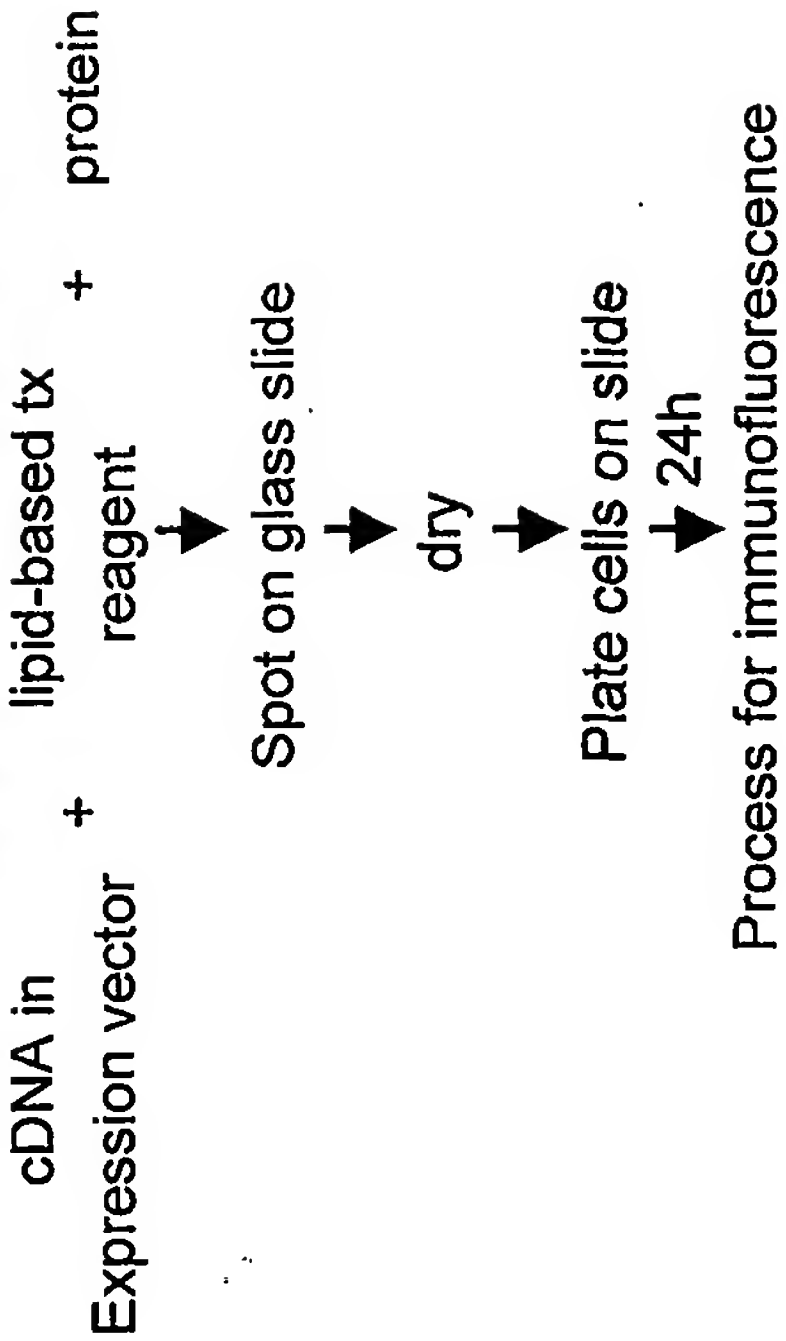 cDNA in lipid-based tx
Expression vector + reagent + protein
Spot on glass slide
dry
Plate cells on slide
24h
Process for immunofluorescence